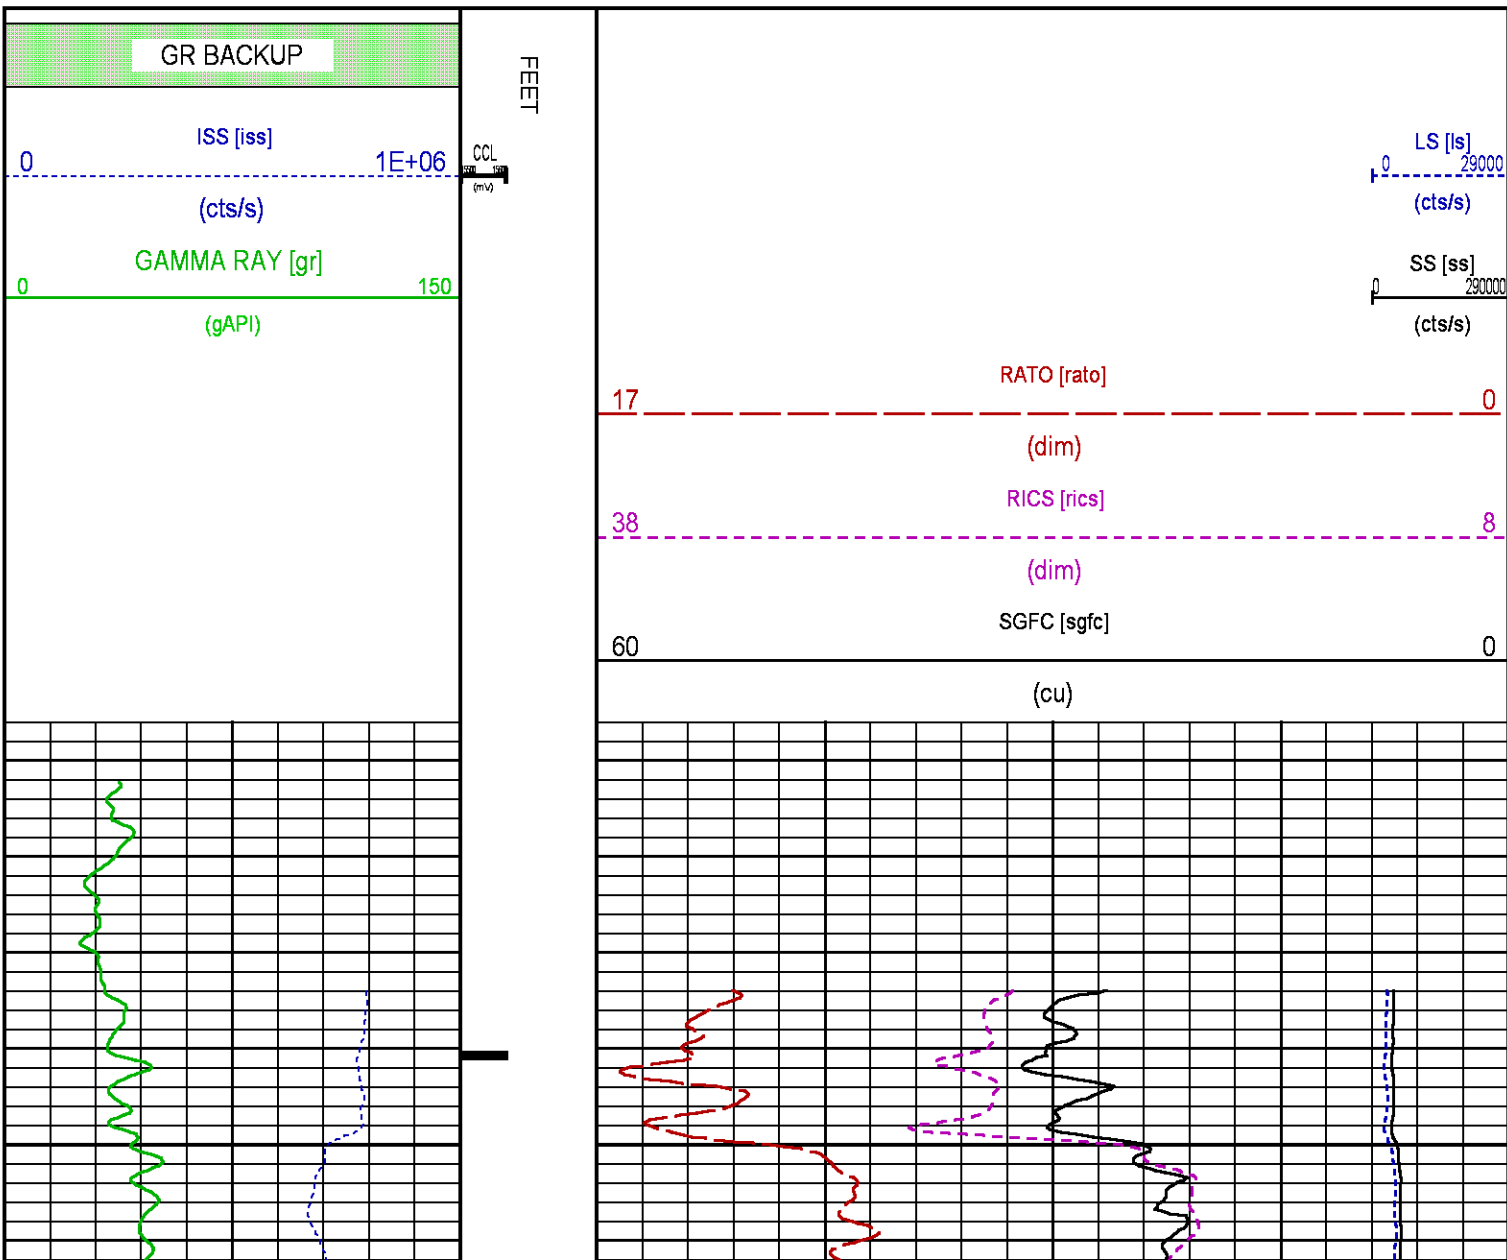 GR BACKUP
FEET
ISS [iss]
0 1E+06
(cts/s)
GAMMA RAY [gr]
0 150
(gAPI)
CCL
(mV)
LS [ls]
0 29000
(cts/s)
SS [ss]
0 290000
(cts/s)
RATO [rato]
17 0
(dim)
RICS [rics]
38 8
(dim)
SGFC [sgfc]
60 0
(cu)